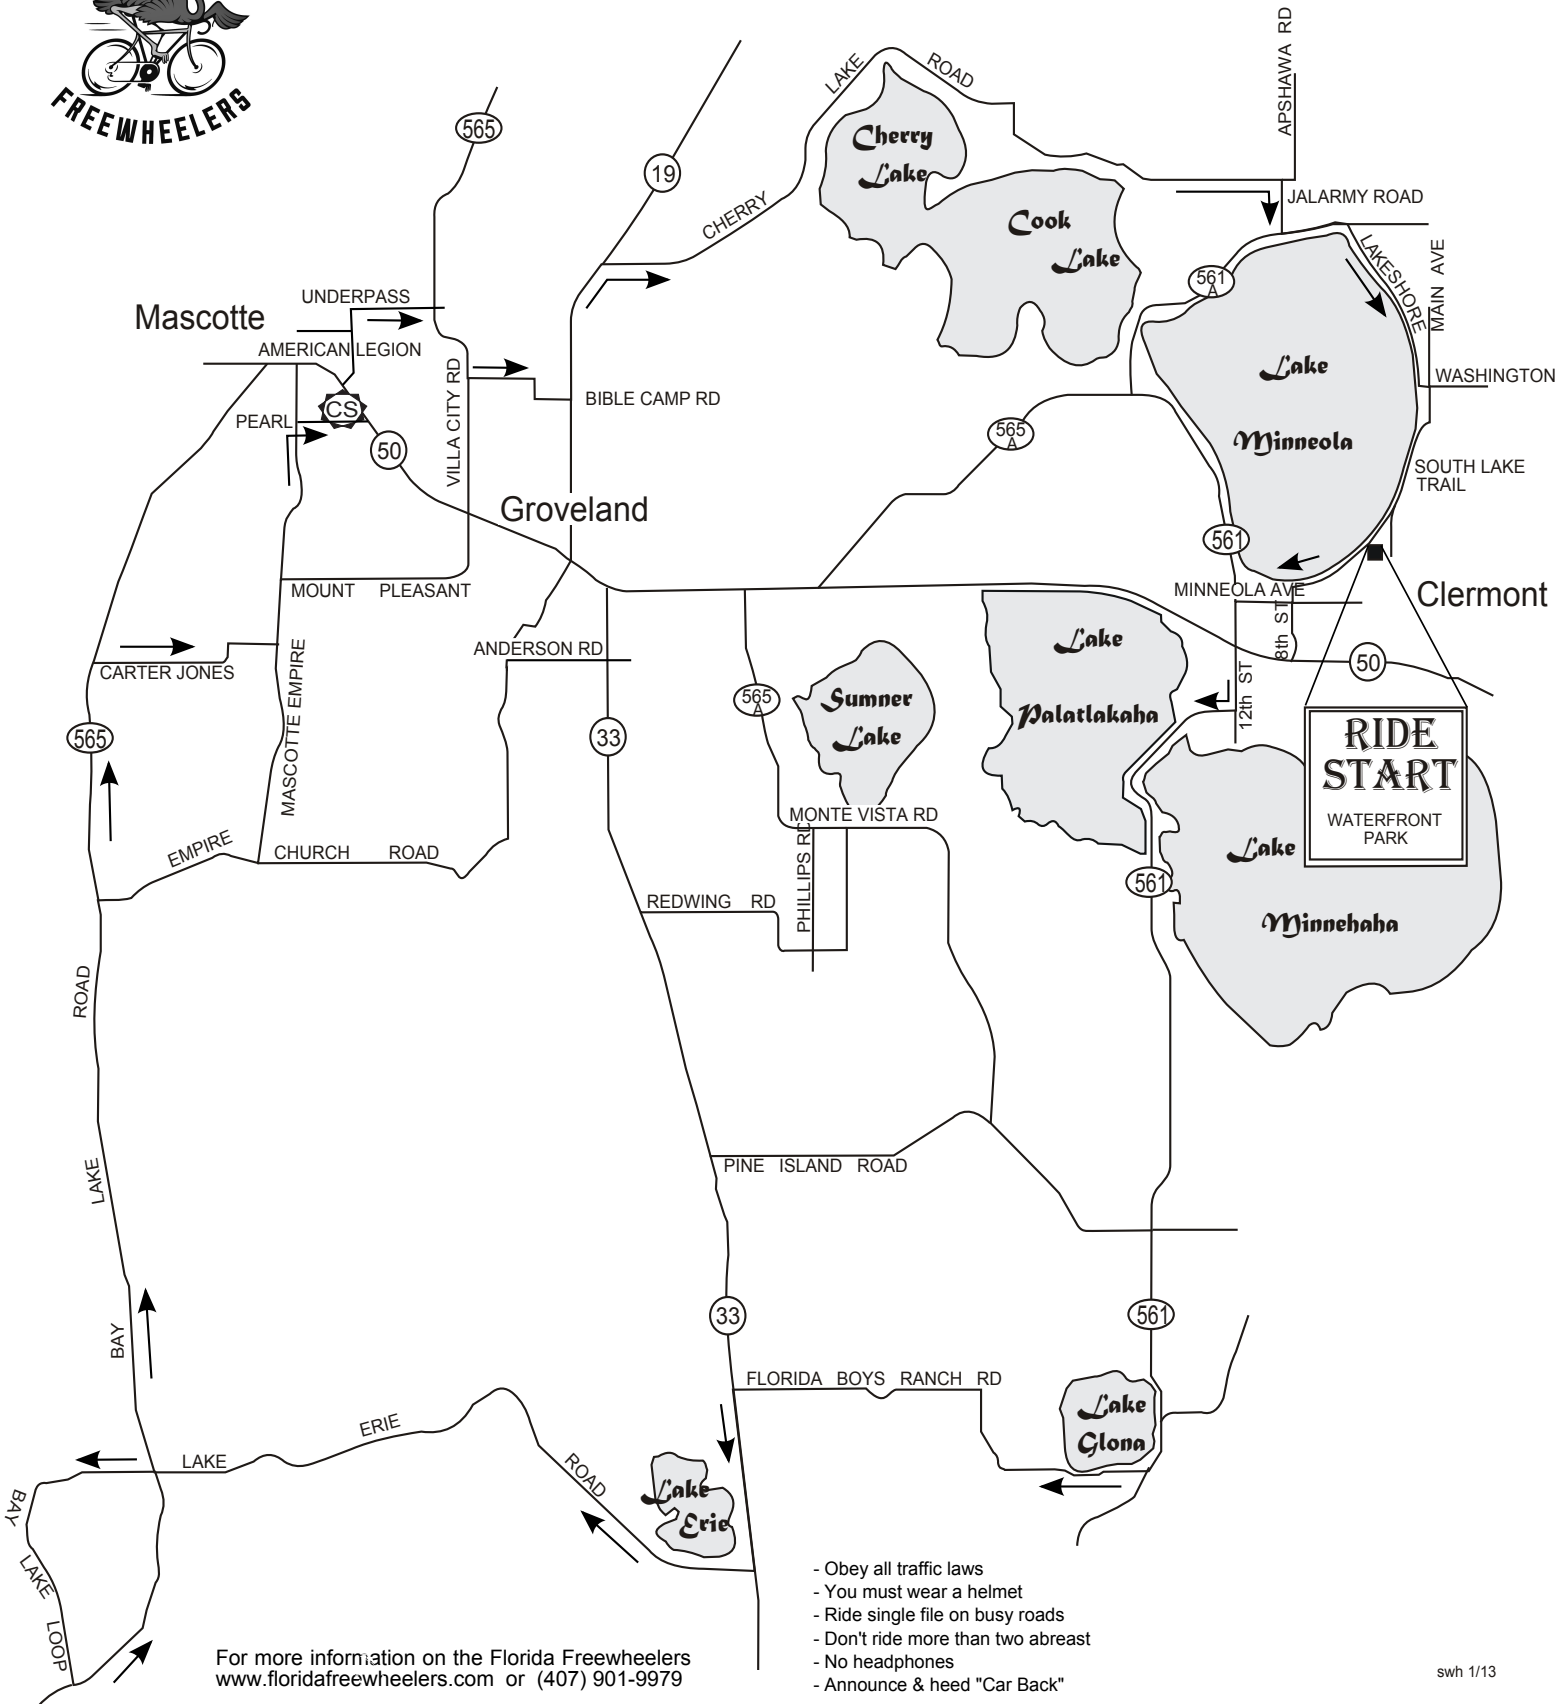 FREEWHEELERS
565
19
LAKE
ROAD
CHERRY
APSHAWA RD
Cherry
Lake
Cook
Lake
JALARMY ROAD
LAKESHORE
MAIN AVE
561
A
Mascotte
UNDERPASS
AMERICAN LEGION
CS
PEARL
50
VILLA CITY RD
BIBLE CAMP RD
Lake
Minneola
WASHINGTON
565
A
SOUTH LAKE
TRAIL
Groveland
561
MINNEOLA AVE
Clermont
MOUNT PLEASANT
8th ST
50
12th ST
CARTER JONES
MASCOTTE EMPIRE
ANDERSON RD
565
33
565
A
Sumner
Lake
Lake
Palatlakaha
RIDE
START
WATERFRONT
PARK
MONTE VISTA RD
PHILLIPS RD
EMPIRE
CHURCH ROAD
REDWING RD
561
Lake
Minnehaha
ROAD
LAKE
BAY
PINE ISLAND ROAD
33
561
FLORIDA BOYS RANCH RD
Lake
Glona
LAKE
ERIE
ROAD
Lake
Erie
BAY
LAKE
LOOP
- Obey all traffic laws
- You must wear a helmet
- Ride single file on busy roads
- Don't ride more than two abreast
- No headphones
- Announce & heed "Car Back"
For more information on the Florida Freewheelers
www.floridafreewheelers.com or (407) 901-9979
swh 1/13